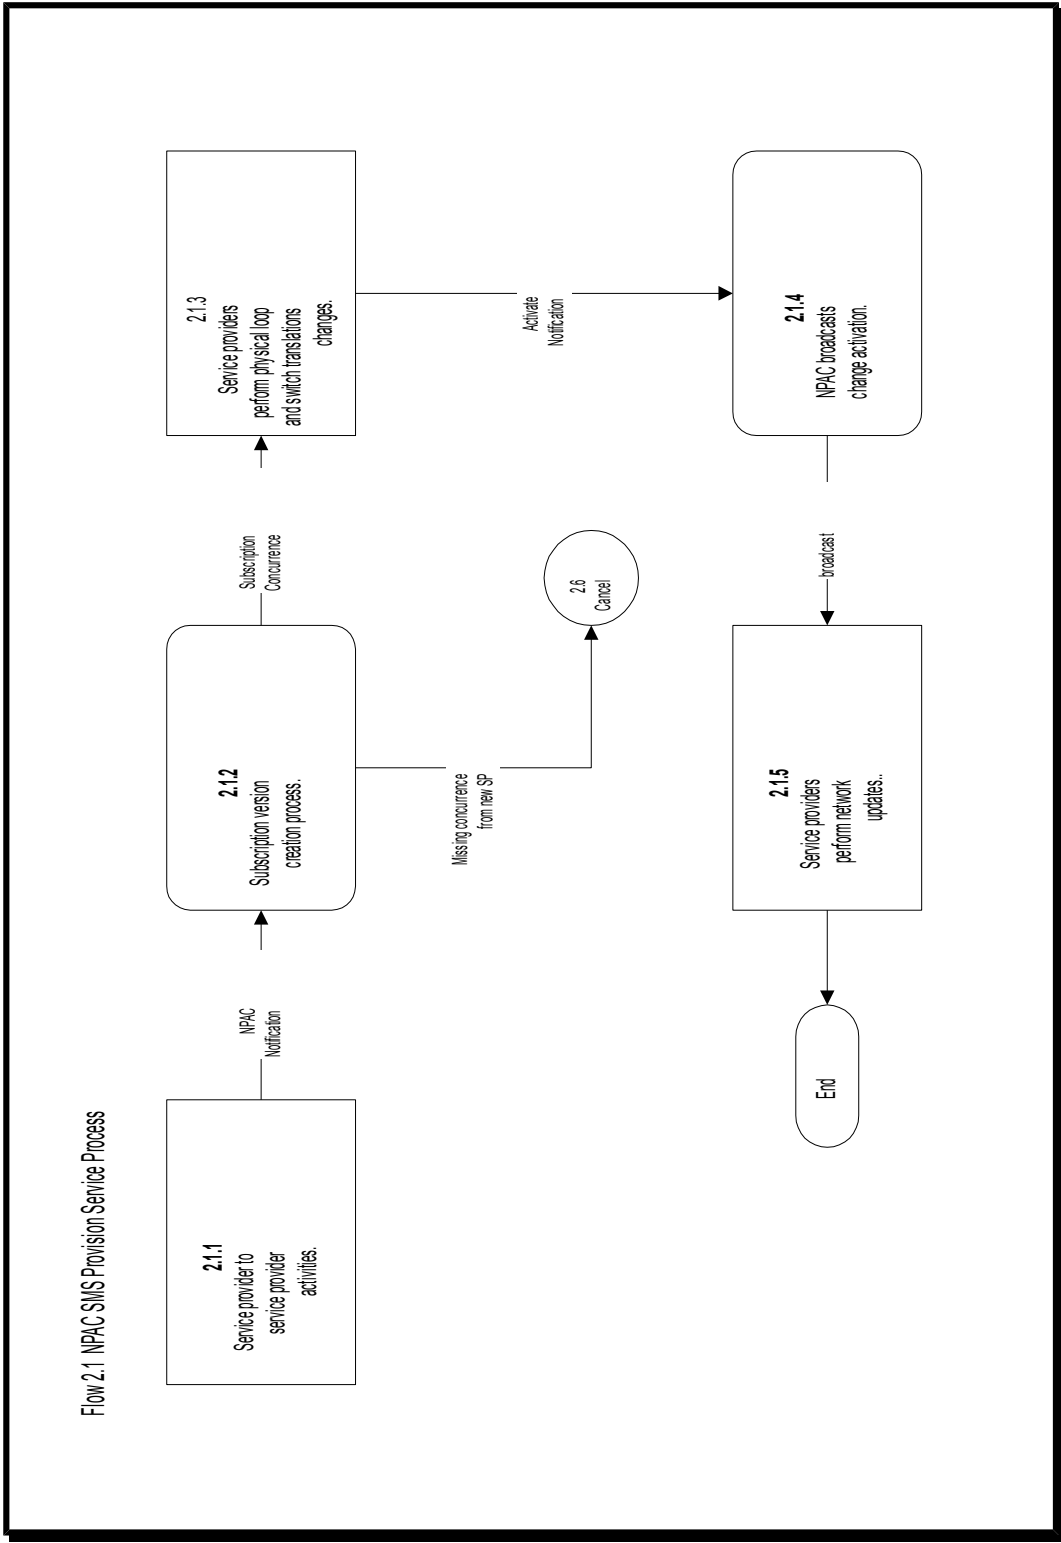 Flow 2.1 NPAC SMS Provision Service Process
2.1.1
Service provider to
service provider
activities.
NPAC
Notification
2.1.2
Subscription version
creation process.
Subscription
Concurrence
2.1.3
Service providers
perform physical loop
and switch translations
changes.
Missing concurrence
from new SP
2.6
Cancel
Activate
Notification
2.1.4
NPAC broadcasts
change activation.
broadcast
2.1.5
Service providers
perform network
updates..
End